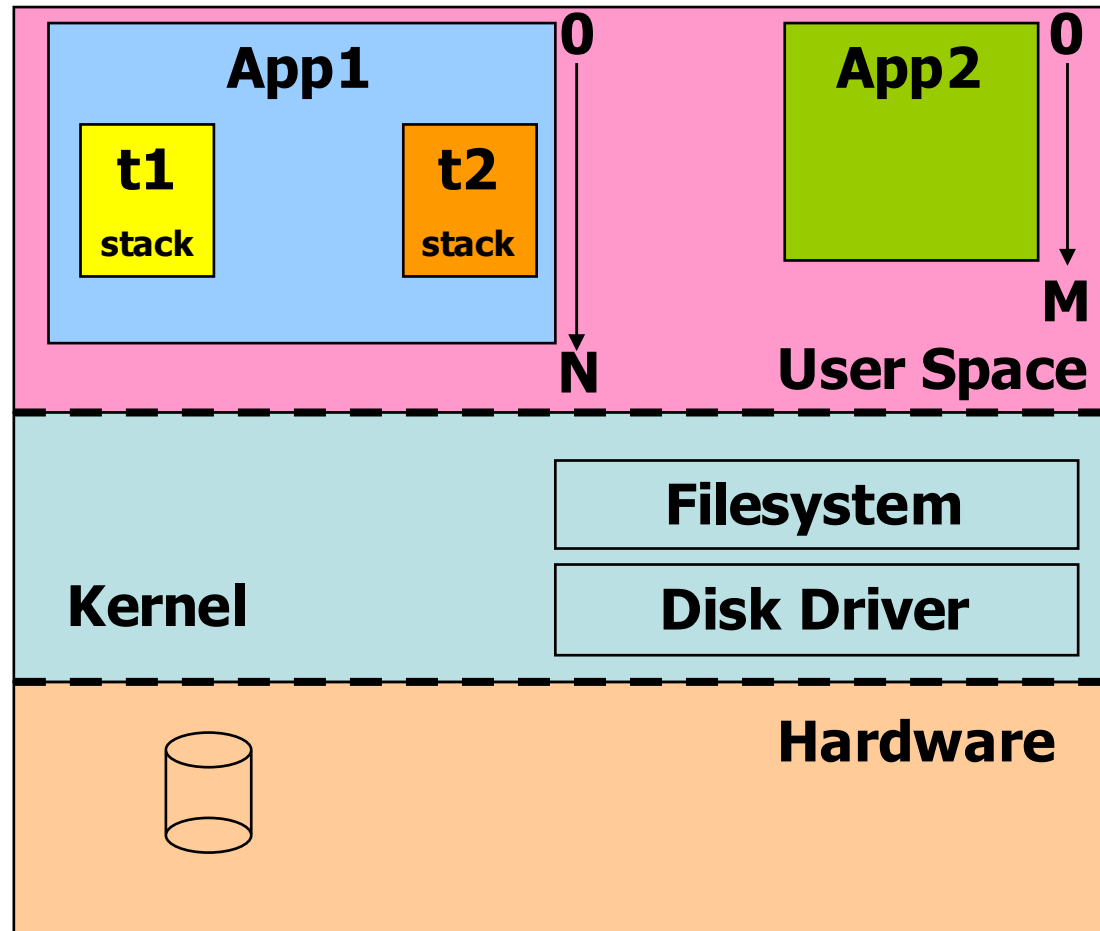 App1
0
App2
0
t1
stack
t2
stack
N
M
User Space
Filesystem
Kernel
Disk Driver
Hardware